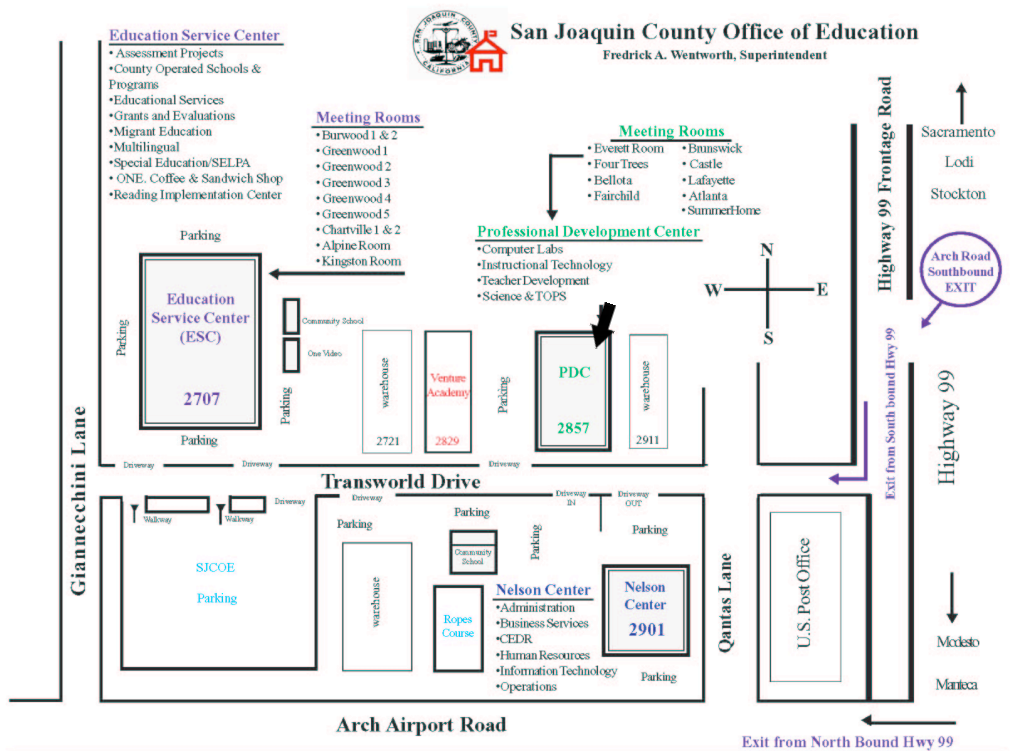 SAN JOAQUIN COUNTY
CALIFORNIA
San Joaquin County Office of Education
Fredrick A. Wentworth, Superintendent
Education Service Center
• Assessment Projects
•County Operated Schools &
Programs
•Educational Services
•Grants and Evaluations
•Migrant Education
•Multilingual
•Special Education/SELPA
• ONE. Coffee & Sandwich Shop
•Reading Implementation Center
Meeting Rooms
•Burwood 1 & 2
•Greenwood 1
•Greenwood 2
•Greenwood 3
•Greenwood 4
•Greenwood 5
•Chartville 1 & 2
•Alpine Room
•Kingston Room
Meeting Rooms
• Everett Room
• Four Trees
• Bellota
• Fairchild
•Brunswick
• Castle
• Lafayette
• Atlanta
•SummerHome
Professional Development Center
•Computer Labs
•Instructional Technology
•Teacher Development
•Science & TOPS
N
W
E
S
Highway 99 Frontage Road
Sacramento
Lodi
Stockton
Arch Road
Southbound
EXIT
Exit from South bound Hwy 99
Highway 99
Modesto
Manteca
Exit from North Bound Hwy 99
Parking
Parking
Education
Service Center
(ESC)
2707
Parking
Community School
One Video
Parking
warehouse
2721
Venture
Academy
2829
Parking
PDC
2857
warehouse
2911
Driveway
Driveway
Driveway
Giannecchini Lane
Transworld Drive
Driveway
Walkway
Walkway
SJCOE
Parking
Driveway
Parking
warehouse
Parking
Community
School
Ropes
Course
Parking
Driveway
IN
Driveway
OUT
Parking
Nelson Center
•Administration
•Business Services
•CEDR
•Human Resources
•Information Technology
•Operations
Nelson
Center
2901
Parking
Qantas Lane
U.S. Post Office
Arch Airport Road